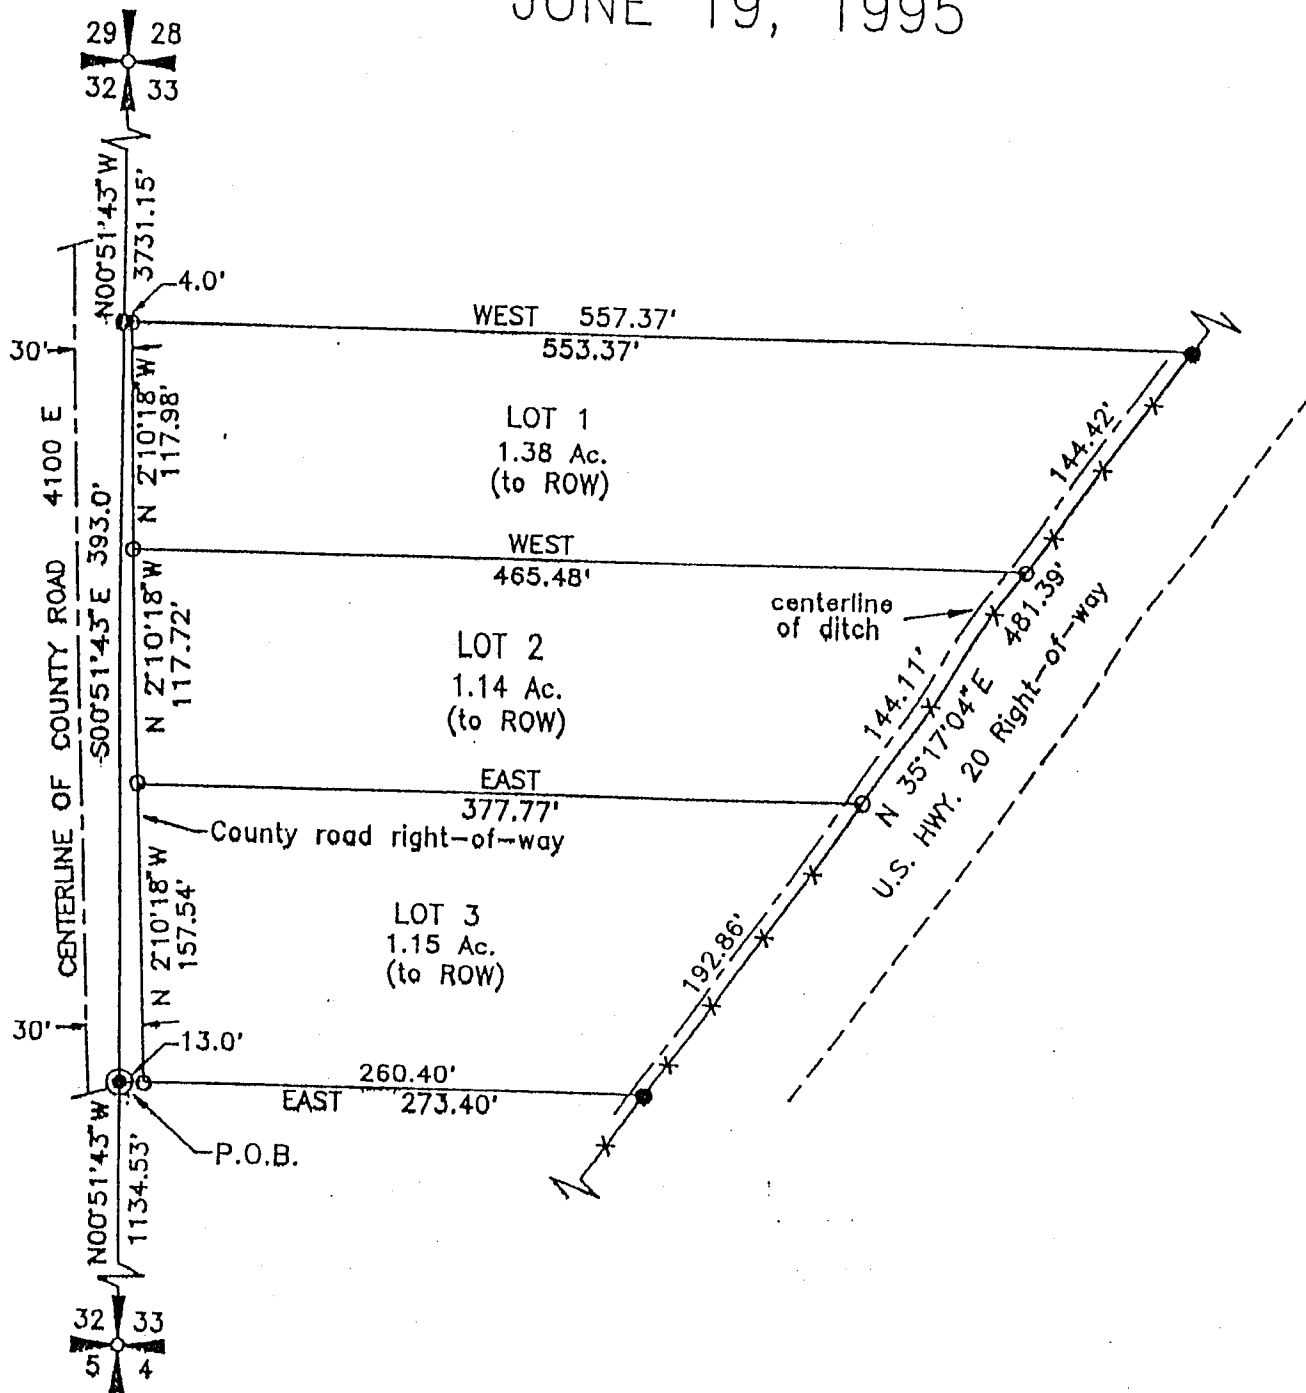 JUNE 19, 1995
29 28
32 33
N00°51'43"W
3731.15'
4.0'
WEST 557.37'
553.37'
30'
N 2°10'18"W
117.98'
LOT 1
1.38 Ac.
(to ROW)
144.42'
CENTERLINE OF COUNTY ROAD 4100 E
S00°51'43"E 393.0'
WEST
465.48'
centerline
of ditch
N 2°10'18"W
117.72'
LOT 2
1.14 Ac.
(to ROW)
144.11'
N 35°17'04"E 481.39'
U.S. HWY. 20 Right-of-way
EAST
377.77'
County road right-of-way
N 2°10'18"W
157.54'
LOT 3
1.15 Ac.
(to ROW)
192.86'
30'
13.0'
260.40'
EAST 273.40'
P.O.B.
N00°51'43"W
1134.53'
32 33
5 4